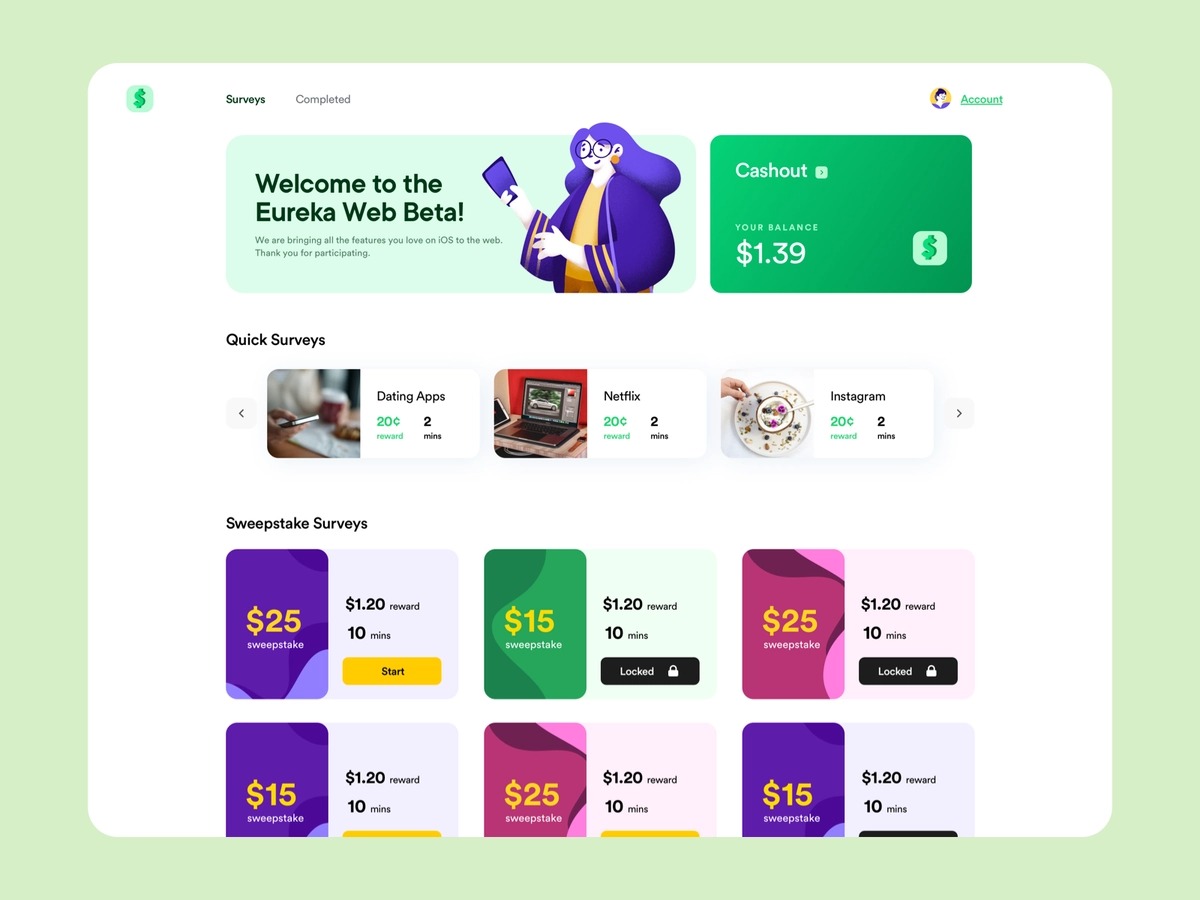 $
Surveys
Completed
Account
Welcome to the
Eureka Web Beta!
We are bringing all the features you love on iOS to the web.
Thank you for participating.
Cashout
YOUR BALANCE
$1.39
$
Quick Surveys
Dating Apps
20¢ 2
reward mins
Netflix
20¢ 2
reward mins
Instagram
20¢ 2
reward mins
Sweepstake Surveys
$25
sweepstake
$1.20 reward
10 mins
Start
$15
sweepstake
$1.20 reward
10 mins
Locked
$25
sweepstake
$1.20 reward
10 mins
Locked
$15
sweepstake
$1.20 reward
10 mins
$25
sweepstake
$1.20 reward
10 mins
$15
sweepstake
$1.20 reward
10 mins